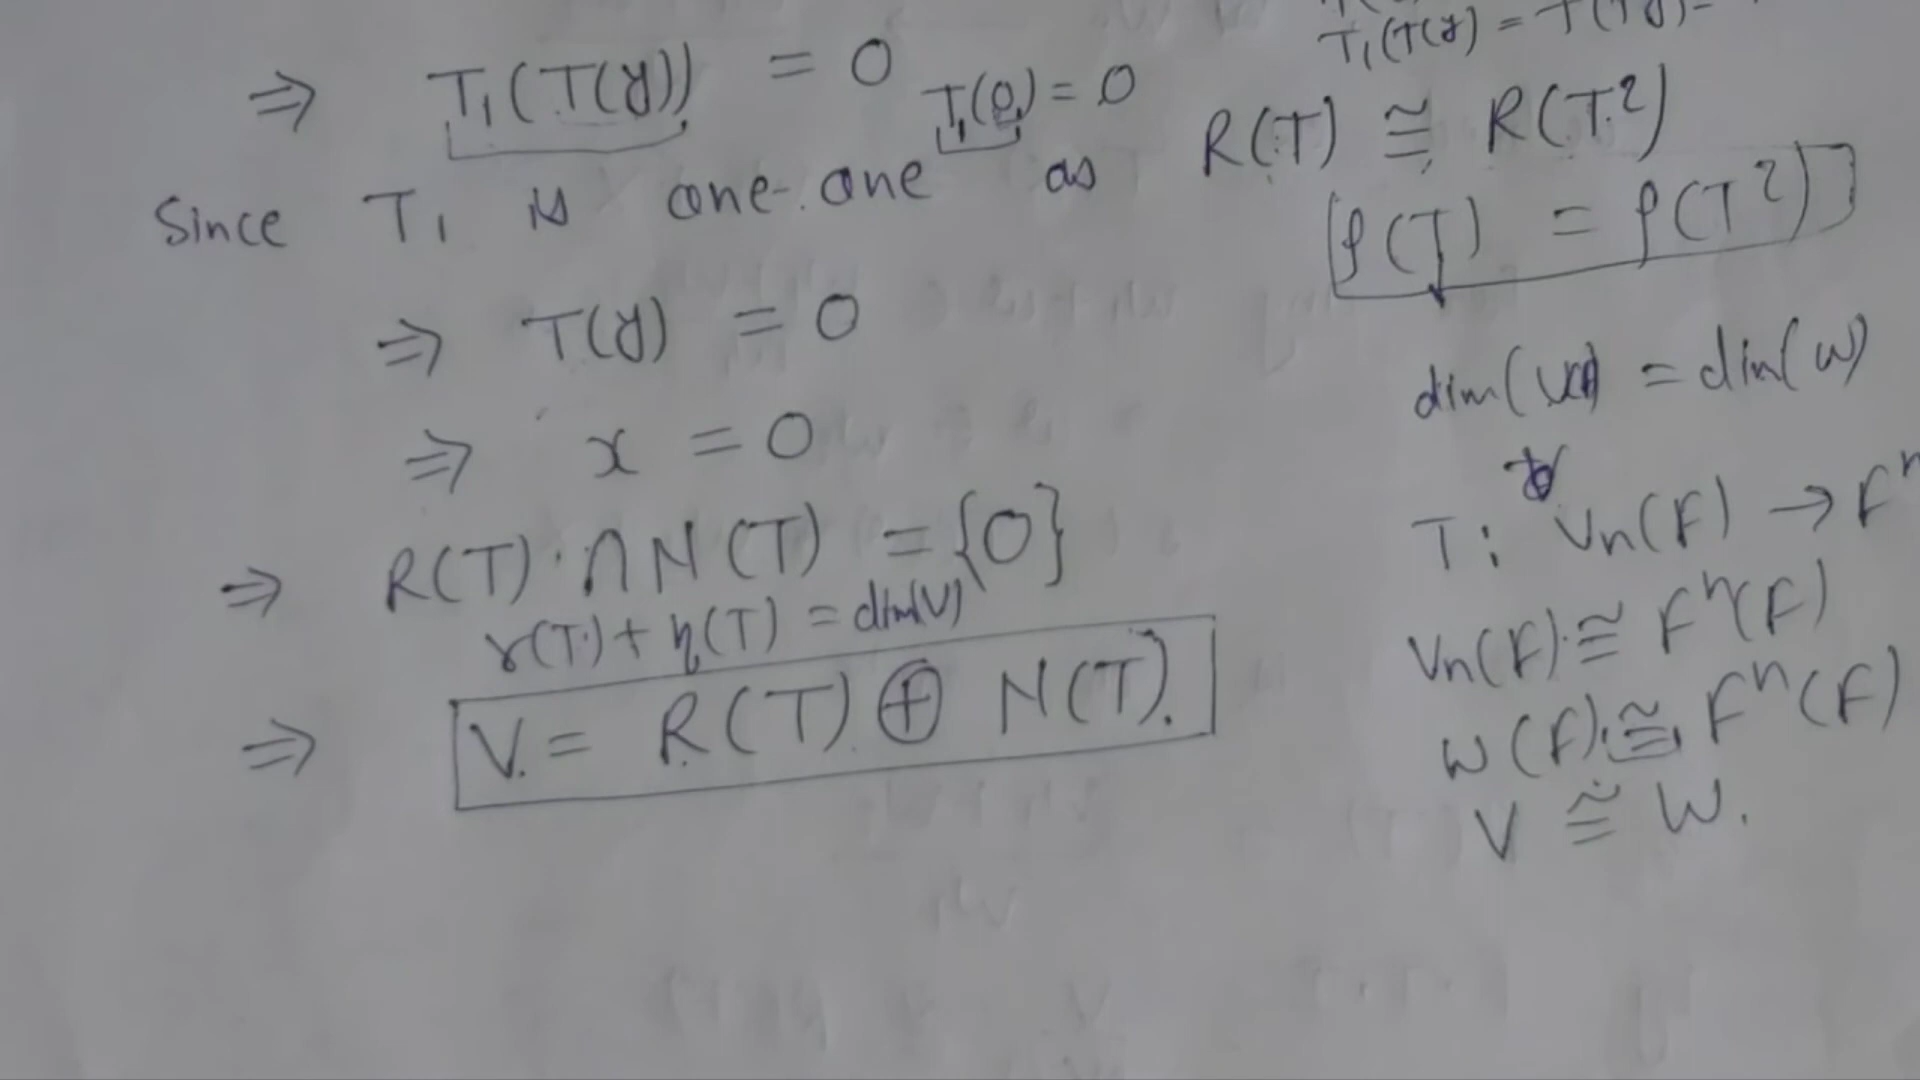 ⇒ T₁(T(y)) = 0 T₁(0) = 0
Since T₁ is one-one as
⇒ T(y) = 0
⇒ x = 0
⇒ R(T) ∩ N(T) = {0}
r(T) + η(T) = dim(V)
⇒ V = R(T) ⊕ N(T).
T₁(T(y)) = T(T y) =
R(T) ≅ R(T²)
ρ(T) = ρ(T²)
= dim(W)
T: Vn(F) → Fⁿ
Vn(F) ≅ Fⁿ(F)
W(F) ≅ Fⁿ(F)
V ≅ W.